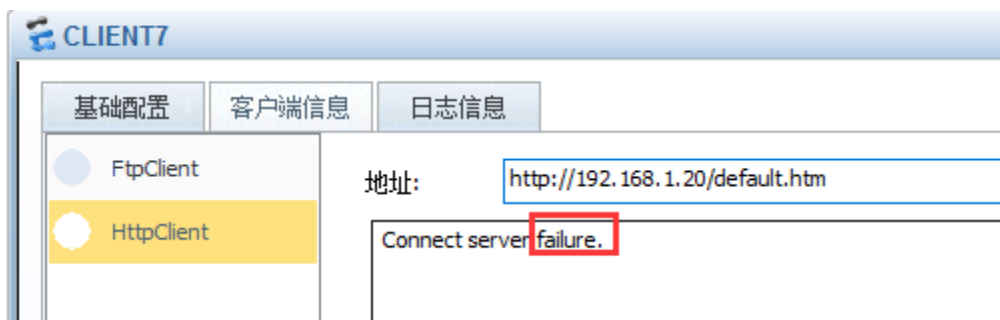 CLIENT7
基础配置 客户端信息 日志信息
FtpClient
地址: http://192.168.1.20/default.htm
HttpClient
Connect server failure.